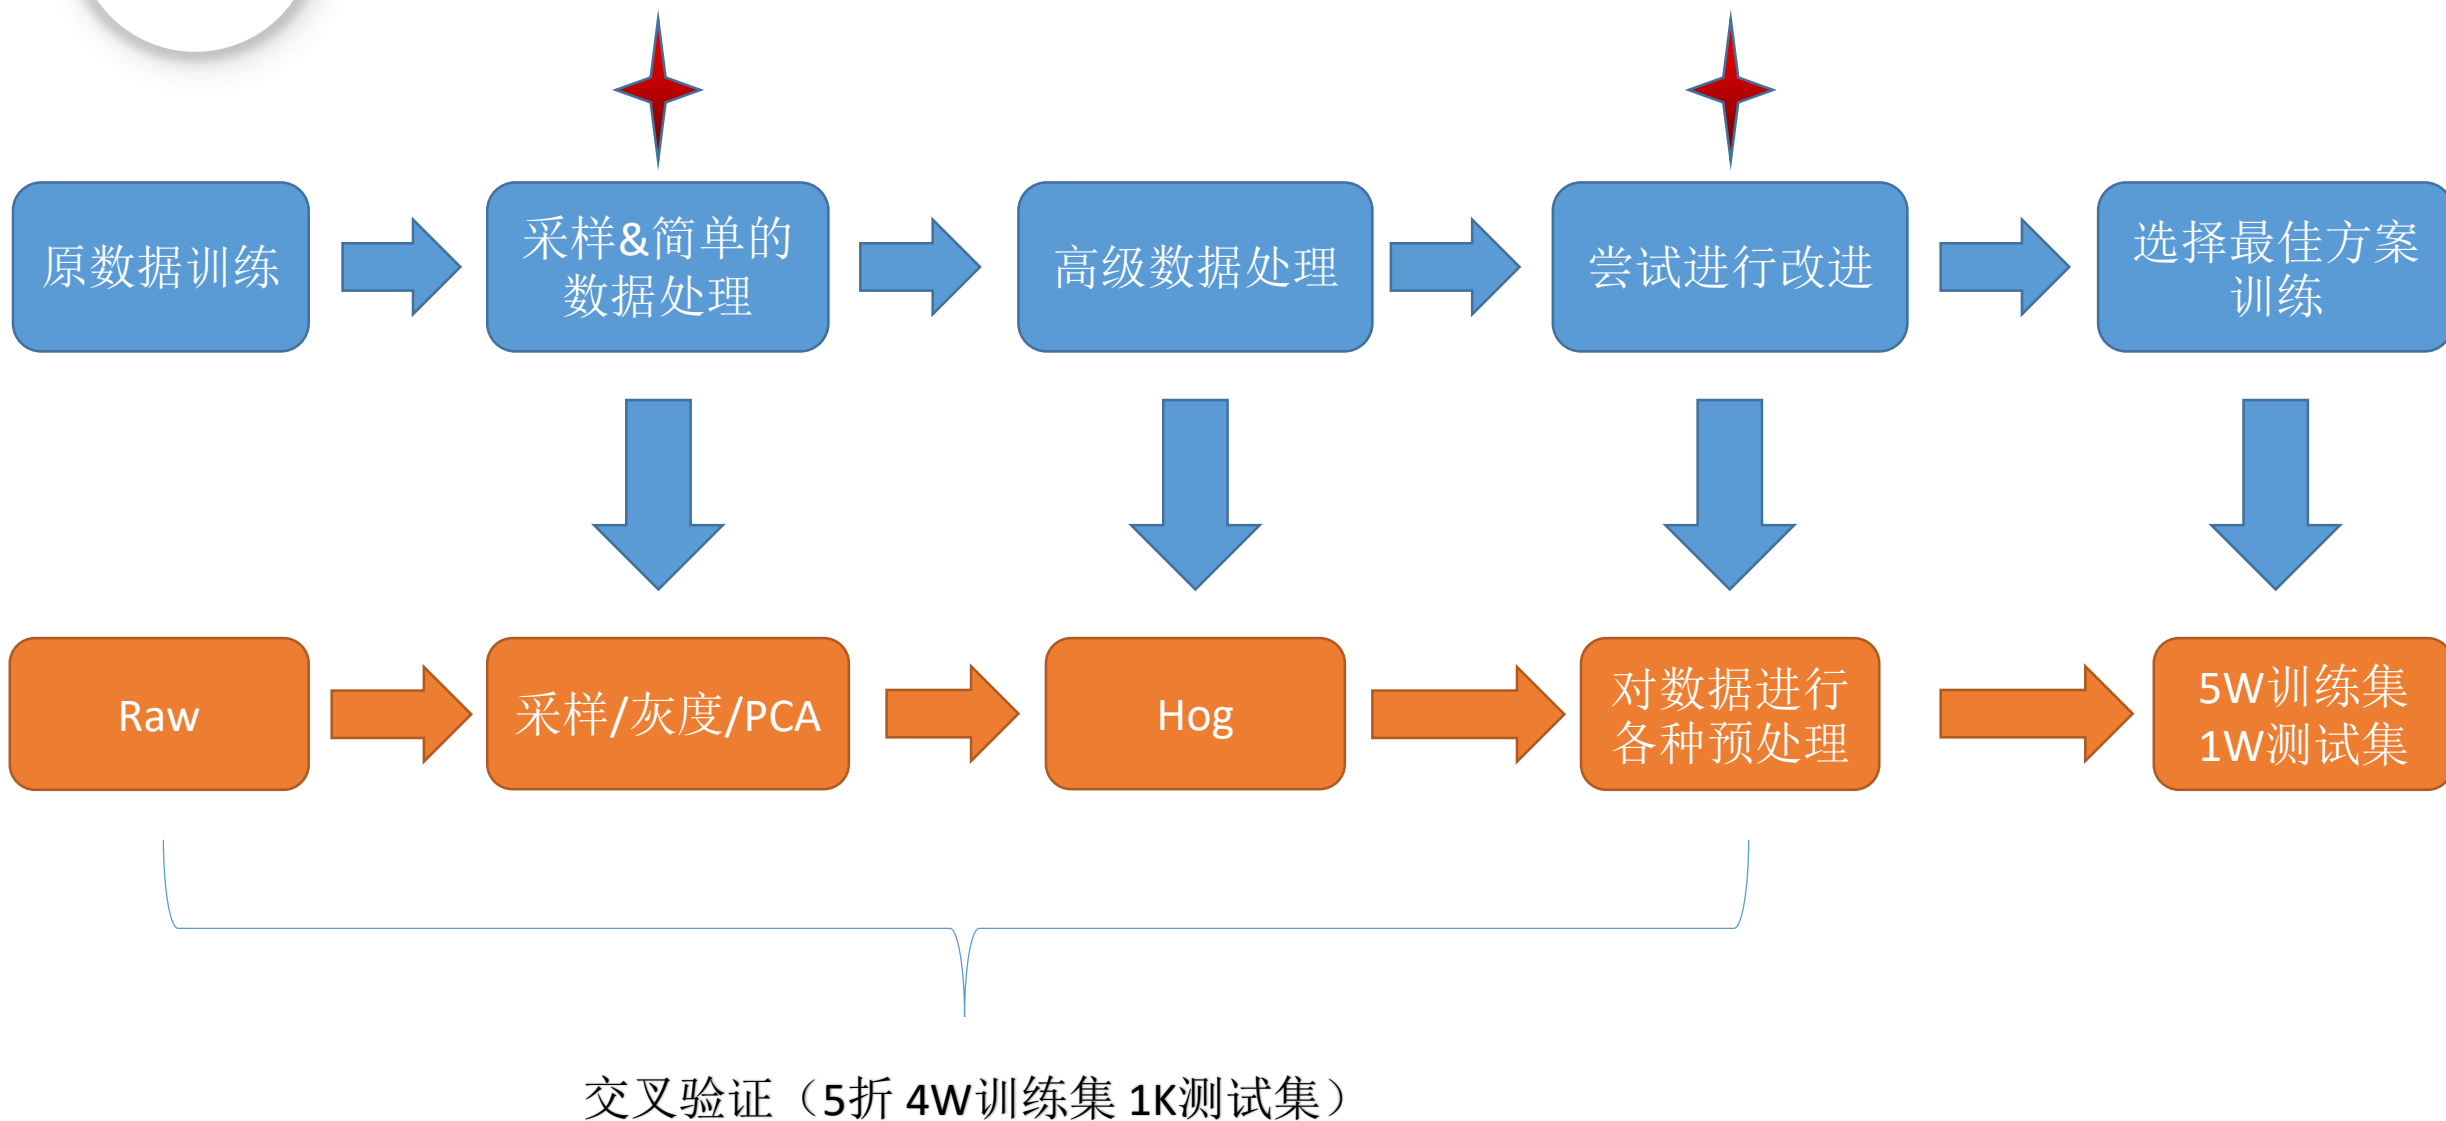 原数据训练
采样&简单的
数据处理
高级数据处理
尝试进行改进
选择最佳方案
训练
Raw
采样/灰度/PCA
Hog
对数据进行
各种预处理
5W训练集
1W测试集
交叉验证（5折 4W训练集 1K测试集）